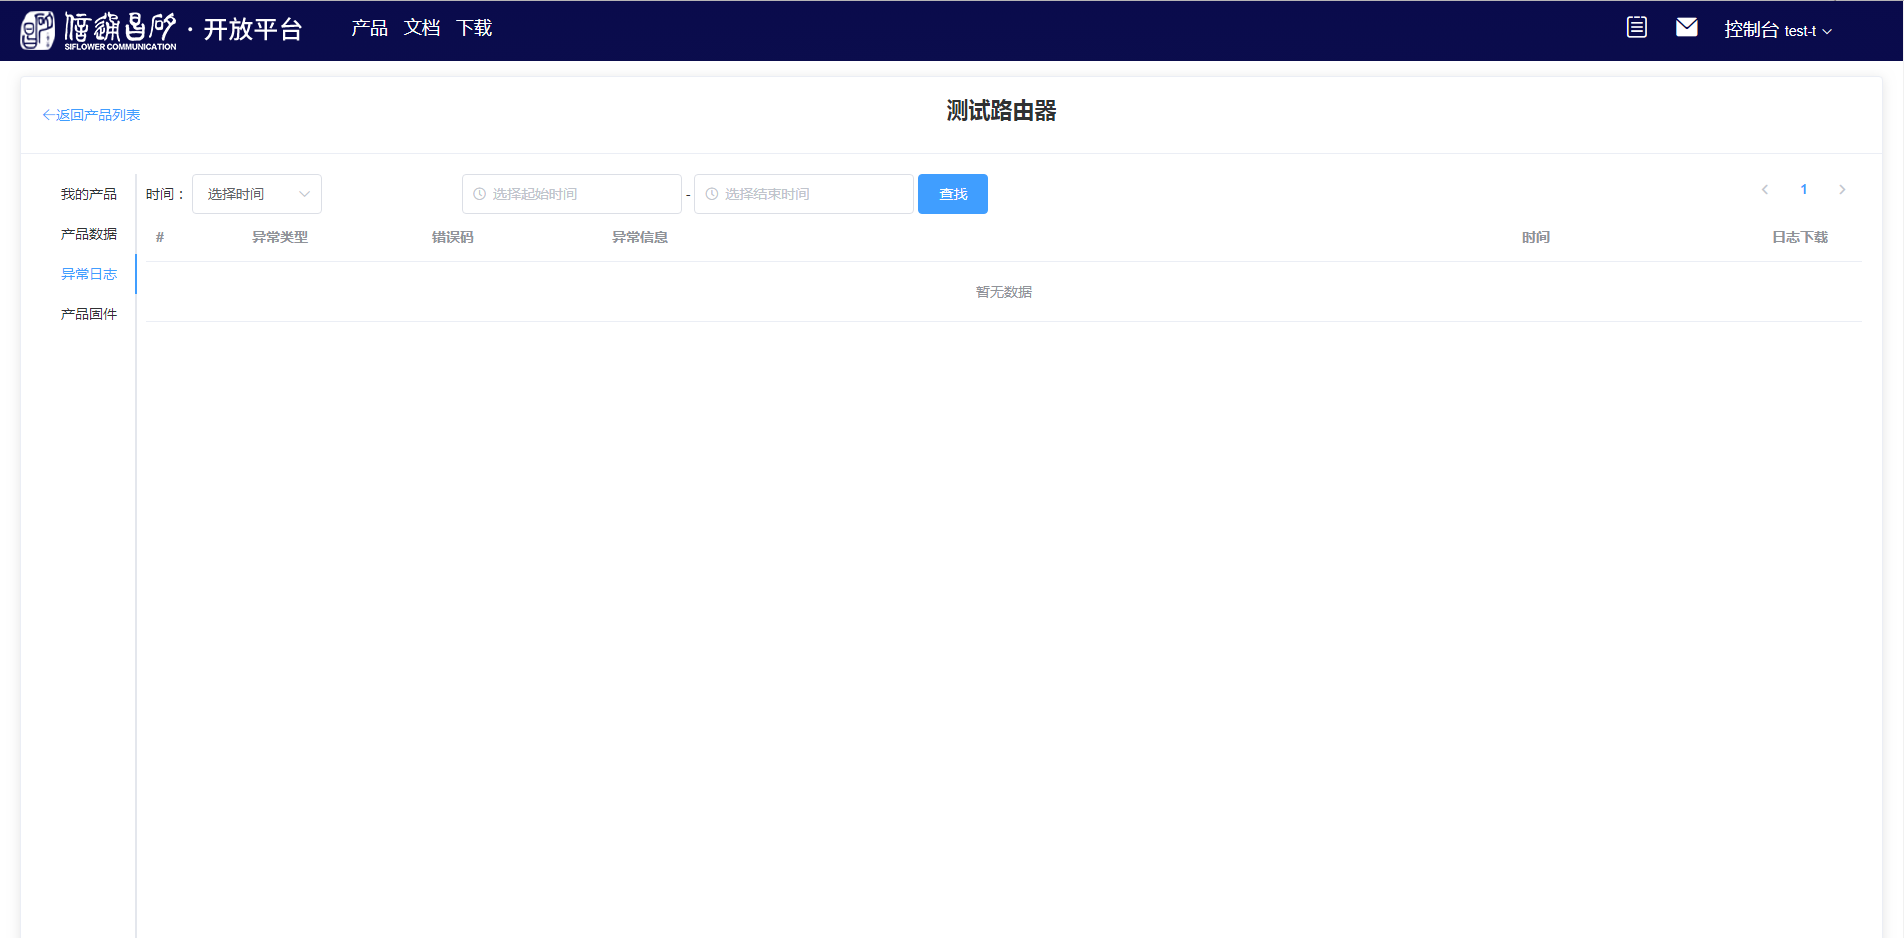 SIFLOWER COMMUNICATION · 开放平台 产品 文档 下载 控制台 test-t
返回产品列表 测试路由器
我的产品 时间： 选择时间 选择起始时间 - 选择结束时间 查找 1
产品数据 # 异常类型 错误码 异常信息 时间 日志下载
异常日志
暂无数据
产品固件